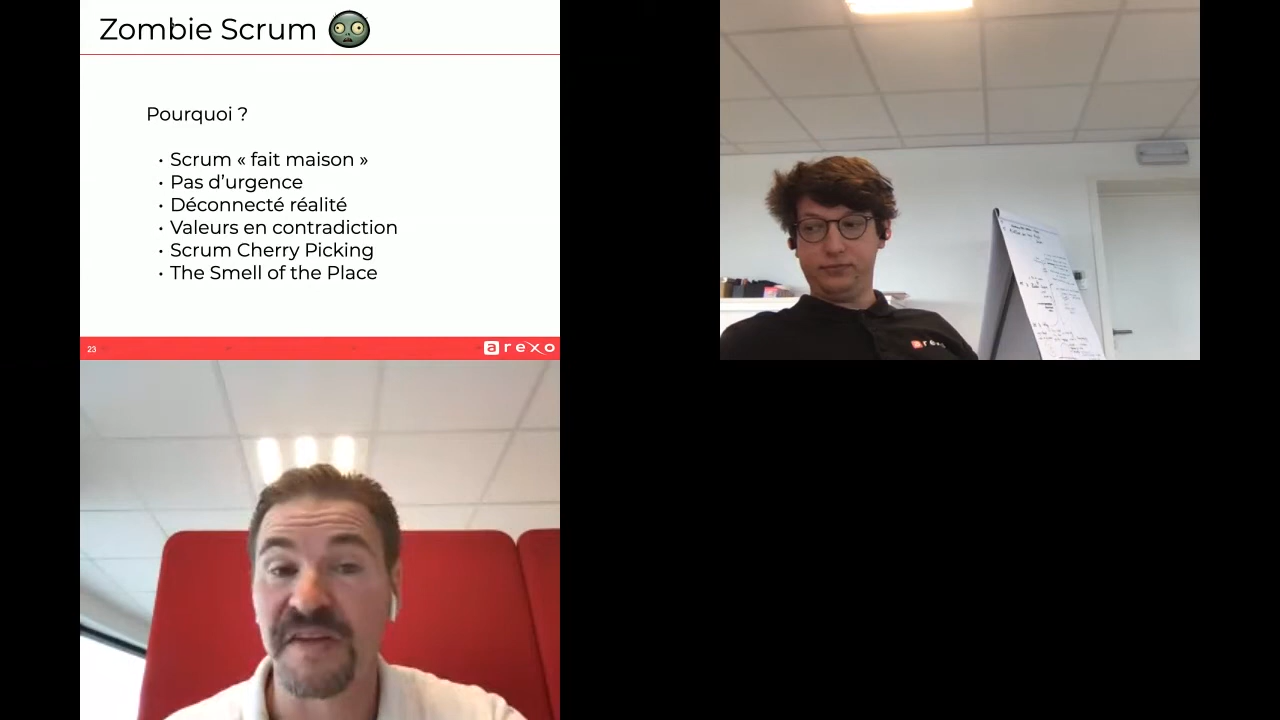 Zombie Scrum
Pourquoi ?
• Scrum « fait maison »
• Pas d’urgence
• Déconnecté réalité
• Valeurs en contradiction
• Scrum Cherry Picking
• The Smell of the Place
23
arexo